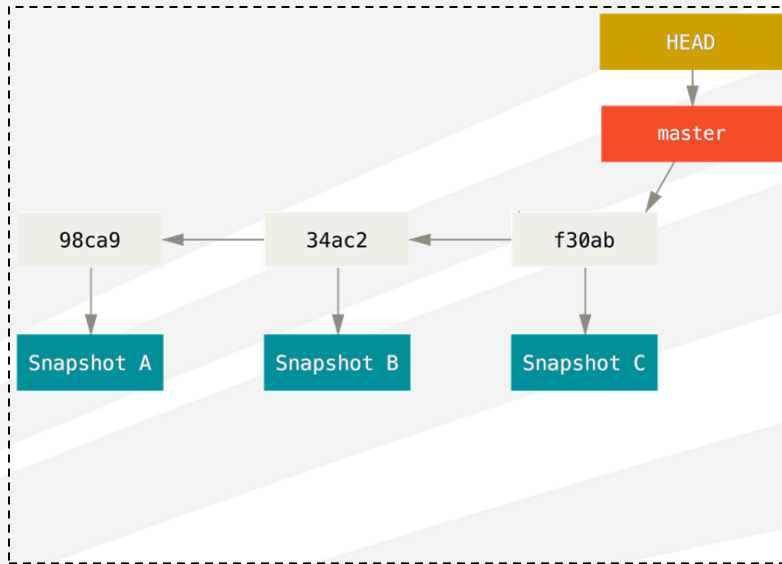 HEAD
master
98ca9
34ac2
f30ab
Snapshot A
Snapshot B
Snapshot C